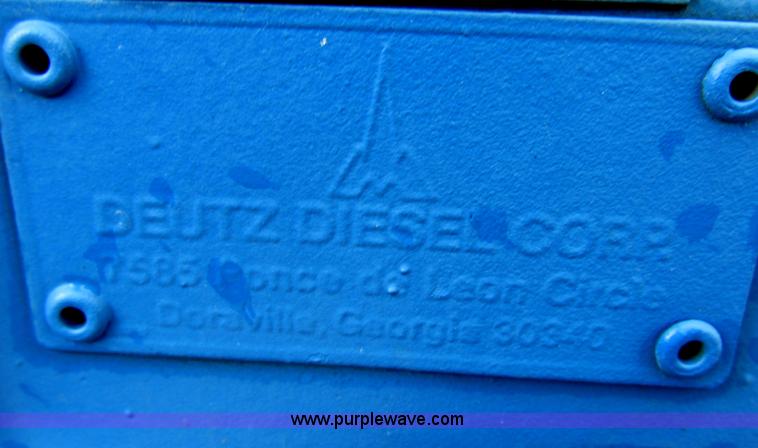 DEUTZ DIESEL CORP.
7585 Ponce de Leon Circle
Doraville, Georgia 30340
www.purplewave.com